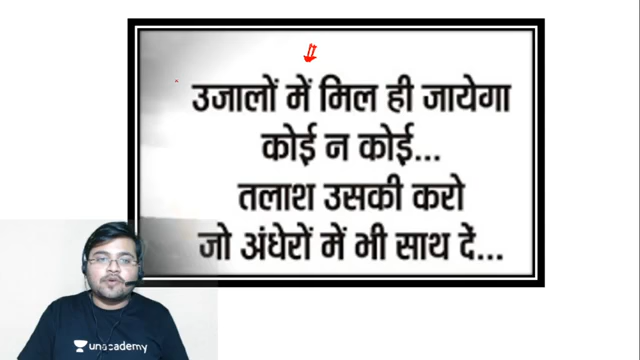 उजालों में मिल ही जायेगा
कोई न कोई...
तलाश उसकी करो
जो अंधेरों में भी साथ दें...
unacademy